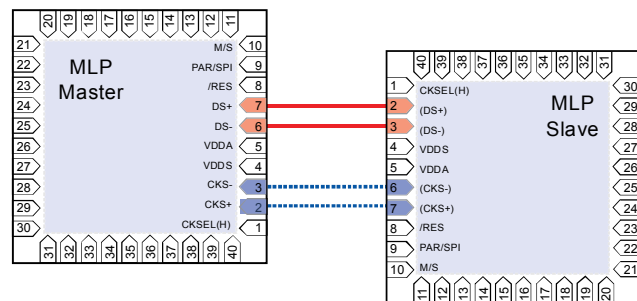 20 19 18 17 16 15 14 13 12 11
21 M/S 10
22 PAR/SPI 9
23 /RES 8
24 DS+ 7
25 DS- 6
26 VDDA 5
27 VDDS 4
28 CKS- 3
29 CKS+ 2
30 CKSEL(H) 1
MLP
Master
31 32 33 34 35 36 37 38 39 40
40 39 38 37 36 35 34 33 32 31
1 CKSEL(H) 30
2 (DS+) 29
3 (DS-) 28
4 VDDS 27
5 VDDA 26
6 (CKS-) 25
7 (CKS+) 24
8 /RES 23
9 PAR/SPI 22
10 M/S 21
MLP
Slave
11 12 13 14 15 16 17 18 19 20